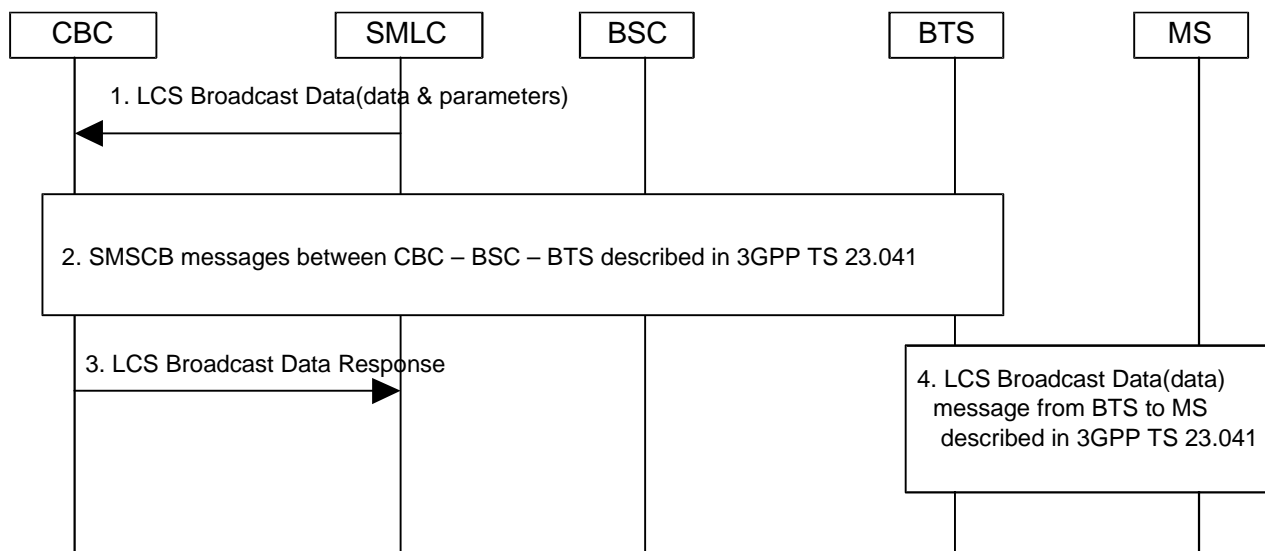 CBC
SMLC
BSC
BTS
MS
1. LCS Broadcast Data(data & parameters)
2. SMSCB messages between CBC – BSC – BTS described in 3GPP TS 23.041
3. LCS Broadcast Data Response
4. LCS Broadcast Data(data)
message from BTS to MS
described in 3GPP TS 23.041